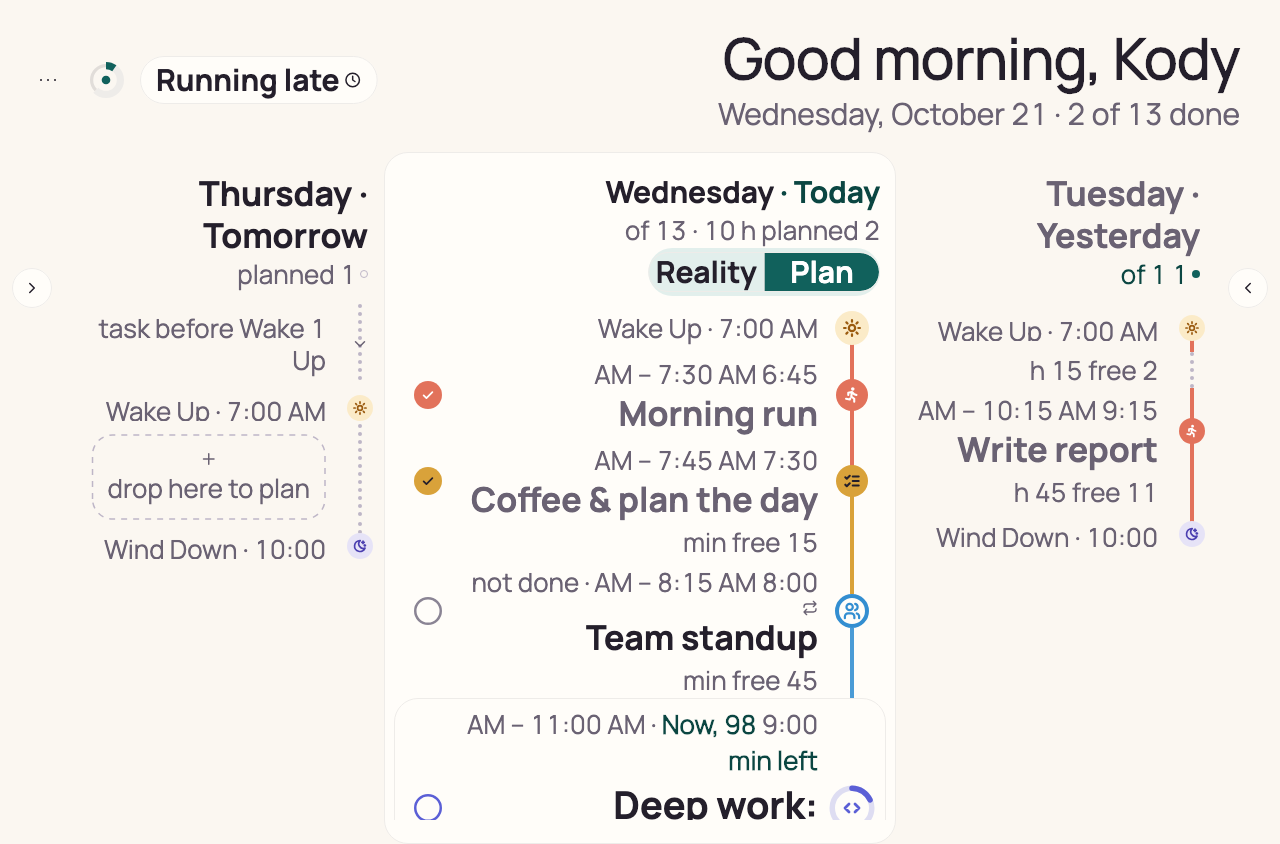 Good morning, Kody
Wednesday, October 21 · 2 of 13 done
Running late
Thursday ·
Tomorrow
planned 1
task before Wake 1
Up
Wake Up · 7:00 AM
+
drop here to plan
Wind Down · 10:00
Wednesday · Today
of 13 · 10 h planned 2
Reality Plan
Wake Up · 7:00 AM
AM – 7:30 AM 6:45
Morning run
AM – 7:45 AM 7:30
Coffee & plan the day
min free 15
not done · AM – 8:15 AM 8:00
Team standup
min free 45
AM – 11:00 AM · Now, 98 9:00
min left
Deep work:
Tuesday ·
Yesterday
of 1 1
Wake Up · 7:00 AM
h 15 free 2
AM – 10:15 AM 9:15
Write report
h 45 free 11
Wind Down · 10:00